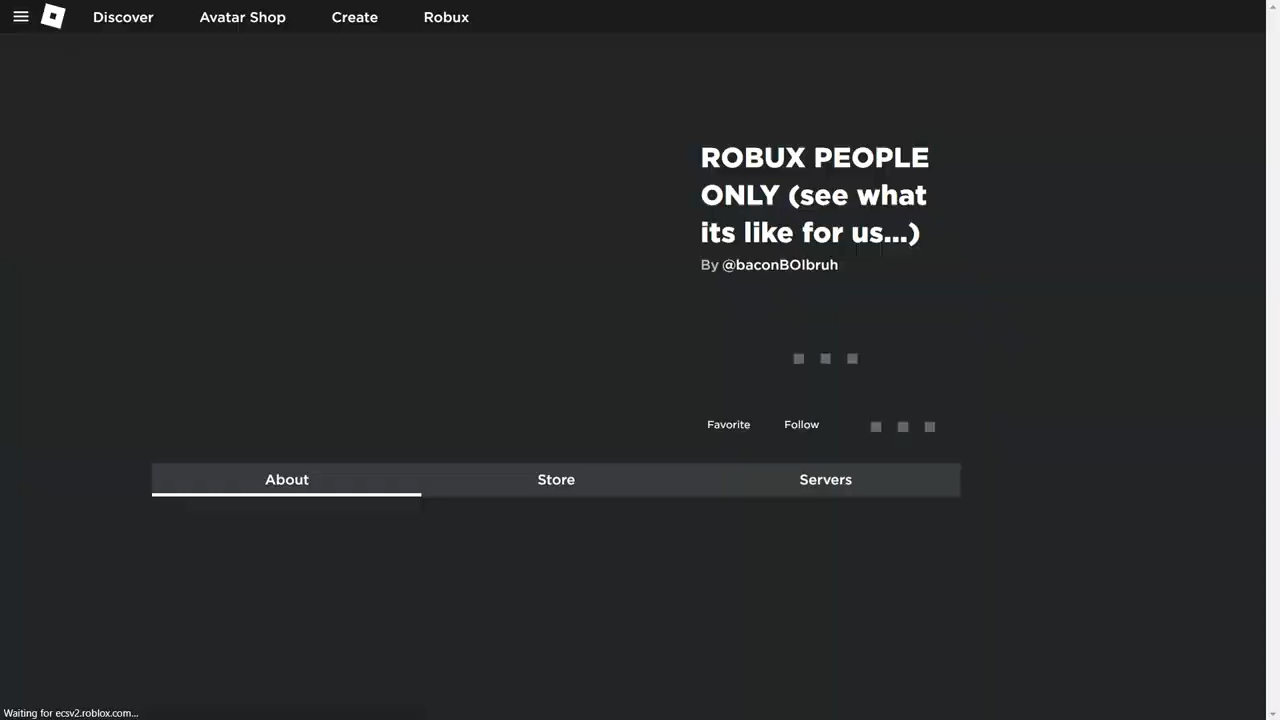 Discover Avatar Shop Create Robux
ROBUX PEOPLE
ONLY (see what
its like for us...)
By @baconBOIbruh
Favorite Follow
About Store Servers
Waiting for ecsv2.roblox.com...